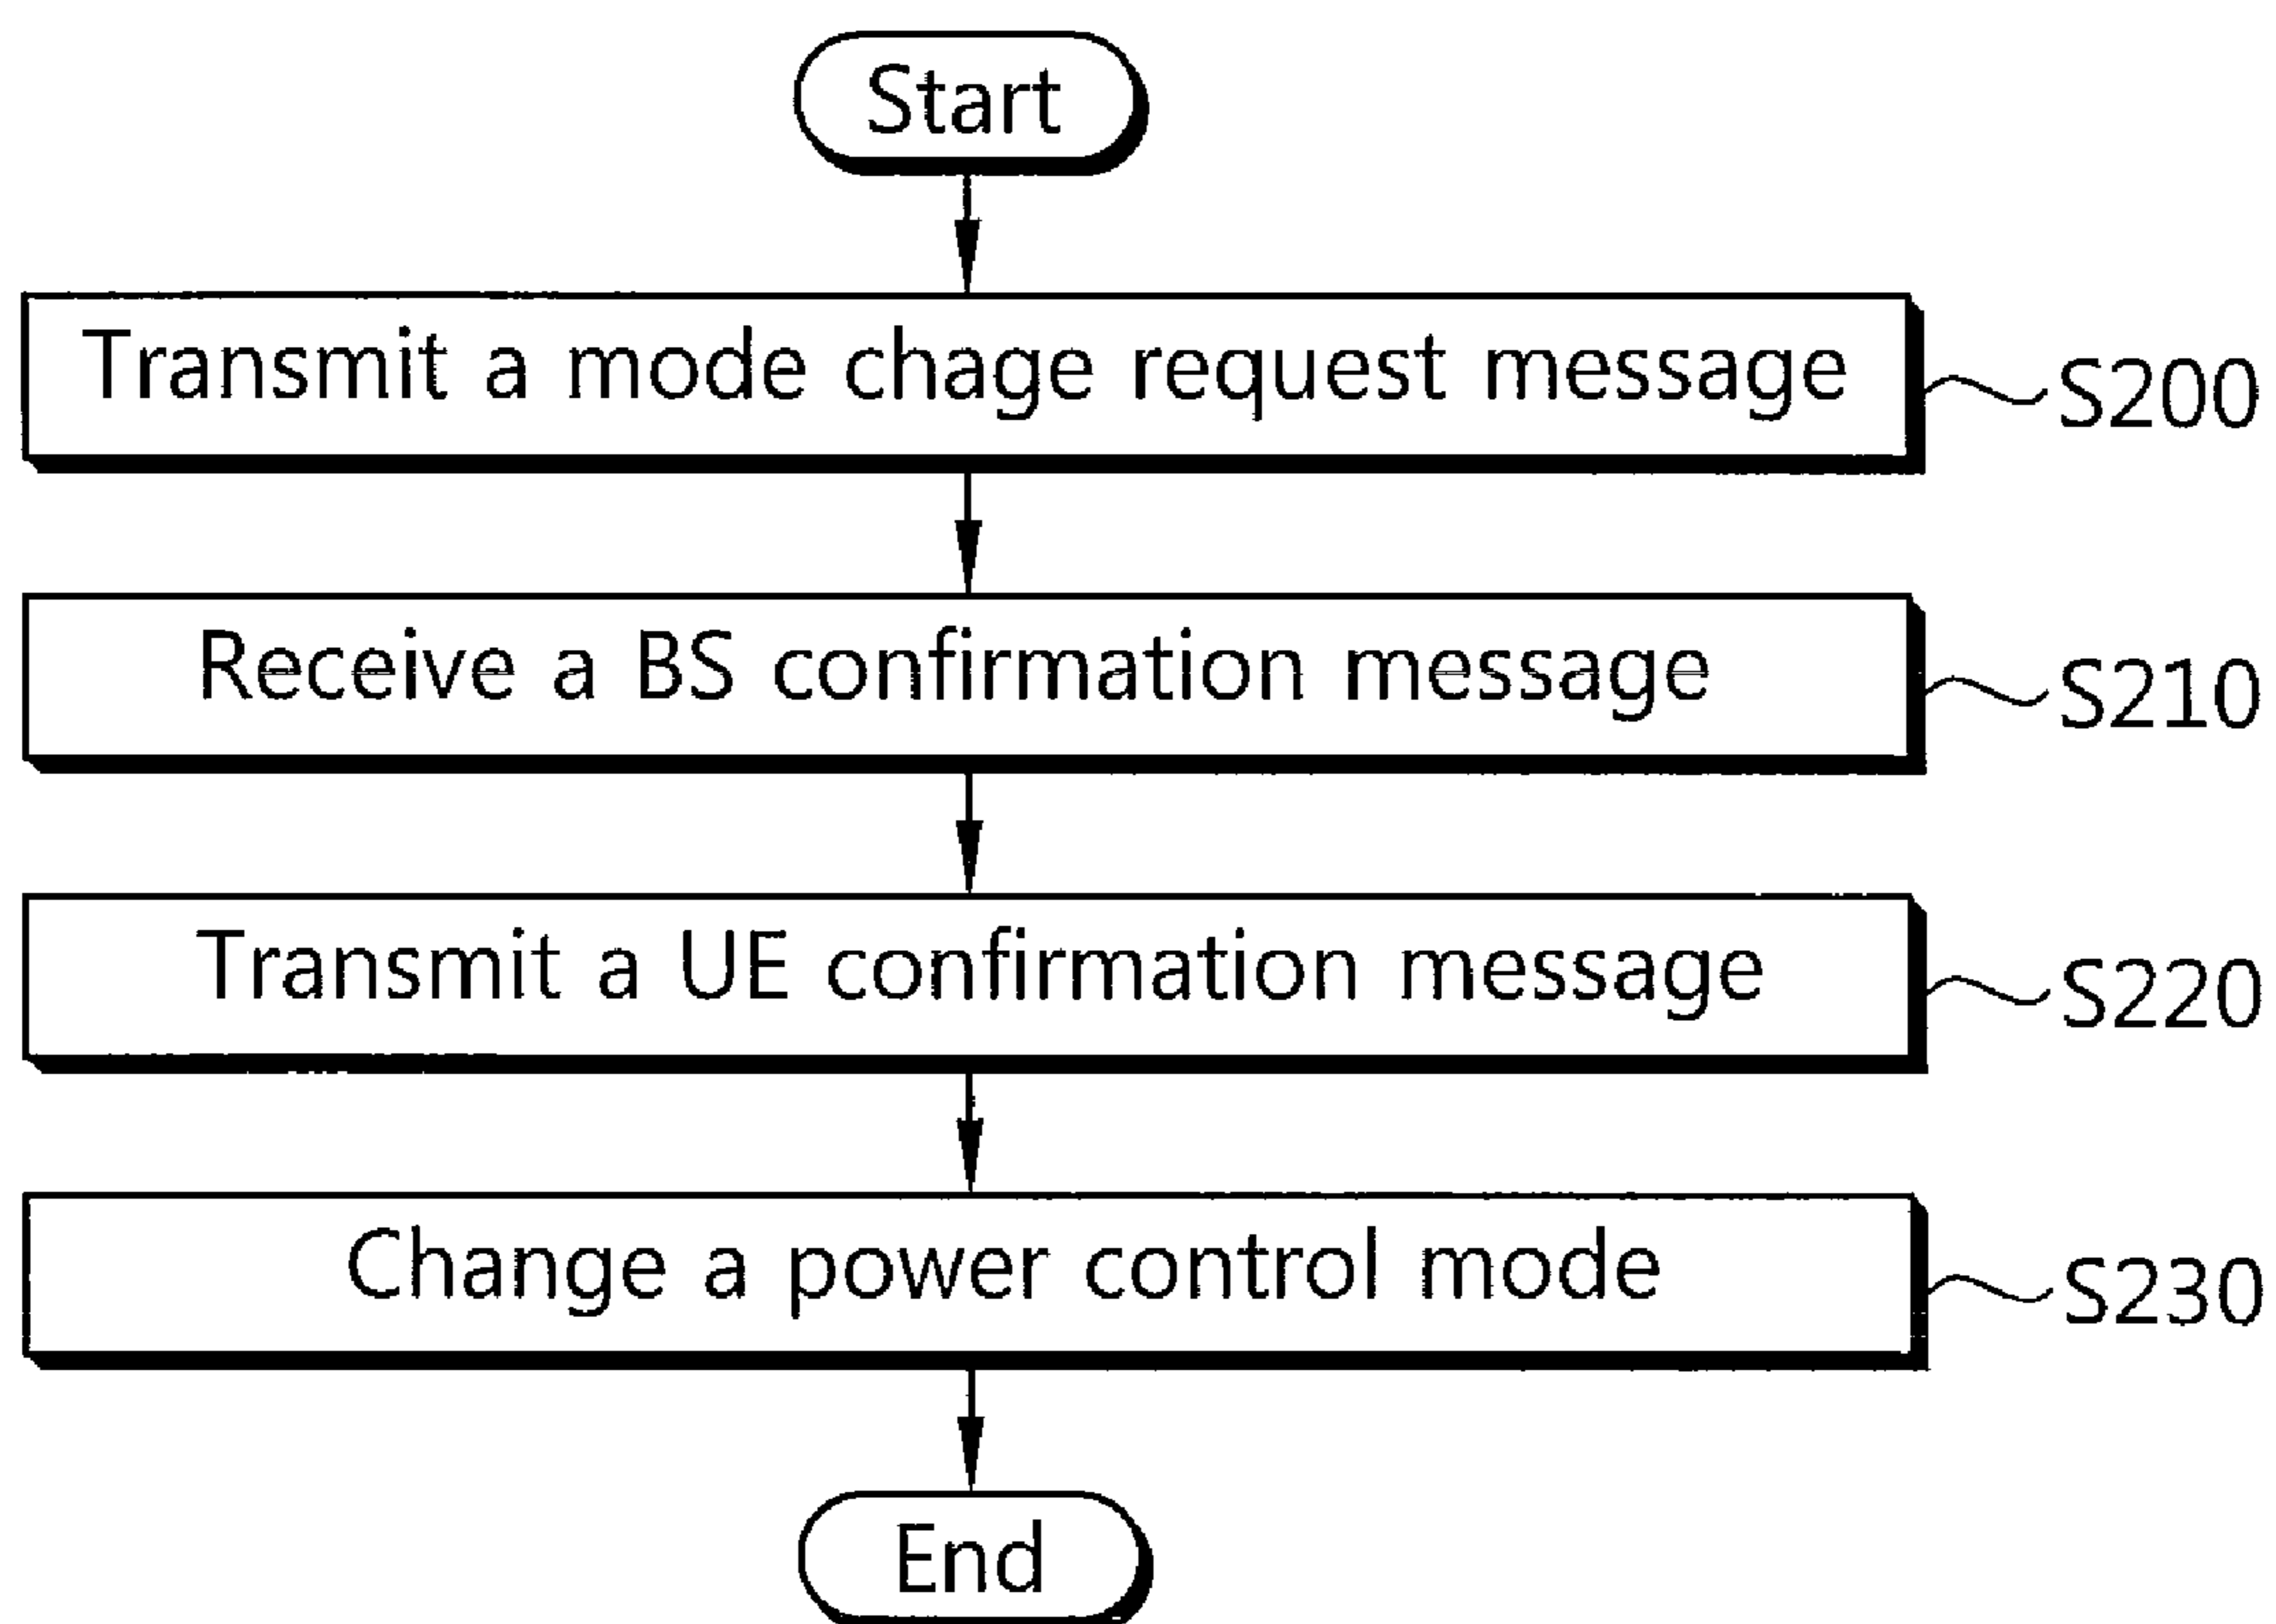 Start
Transmit a mode chage request message
S200
Receive a BS confirmation message
S210
Transmit a UE confirmation message
S220
Change a power control mode
S230
End